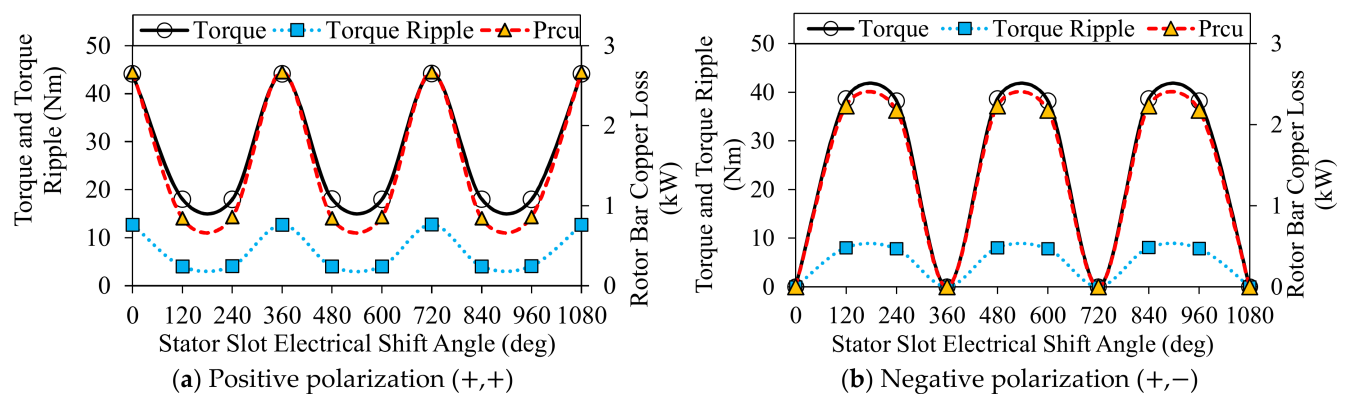 Torque Torque Ripple Prcu
Torque and Torque
Ripple (Nm)
50
40
30
20
10
0
3
2
1
0
Rotor Bar Copper Loss
(kW)
0 120 240 360 480 600 720 840 960 1080
Stator Slot Electrical Shift Angle (deg)
(a) Positive polarization (+,+)
Torque Torque Ripple Prcu
Torque and Torque Ripple
(Nm)
50
40
30
20
10
0
3
2
1
0
Rotor Bar Copper Loss
(kW)
0 120 240 360 480 600 720 840 960 1080
Stator Slot Electrical Shift Angle (deg)
(b) Negative polarization (+,−)